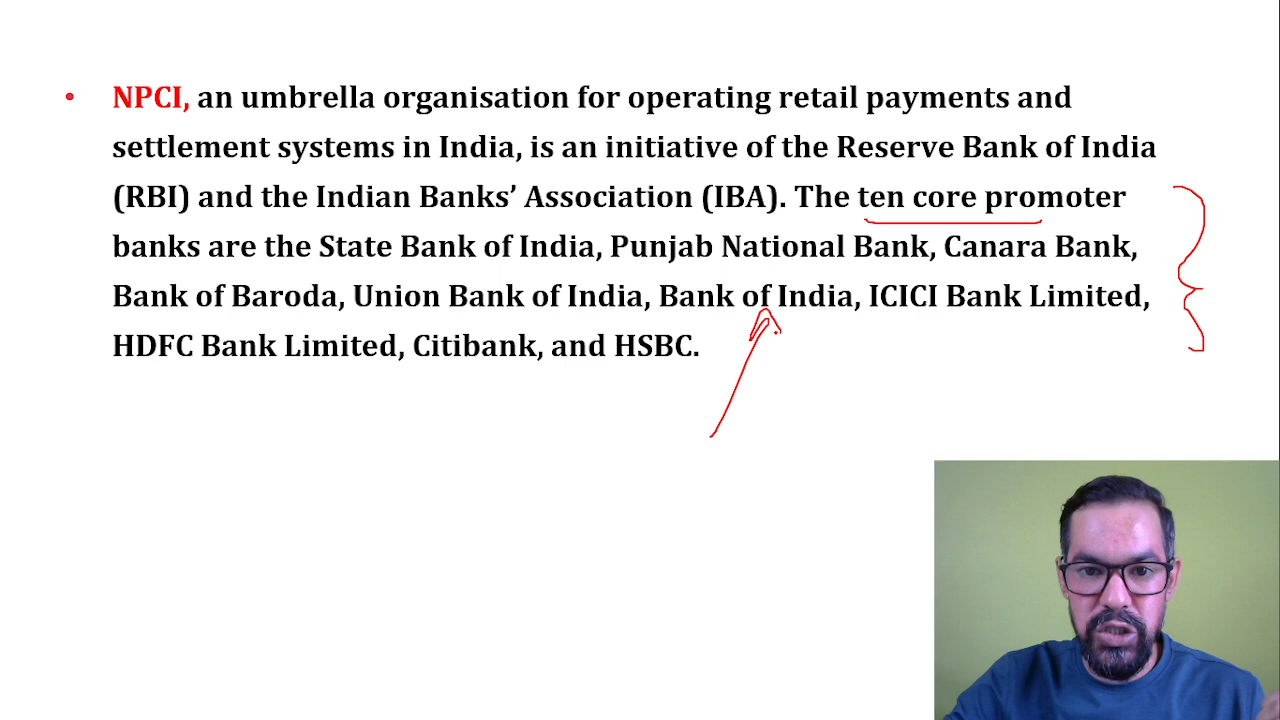 • NPCI, an umbrella organisation for operating retail payments and
settlement systems in India, is an initiative of the Reserve Bank of India
(RBI) and the Indian Banks’ Association (IBA). The ten core promoter
banks are the State Bank of India, Punjab National Bank, Canara Bank,
Bank of Baroda, Union Bank of India, Bank of India, ICICI Bank Limited,
HDFC Bank Limited, Citibank, and HSBC.